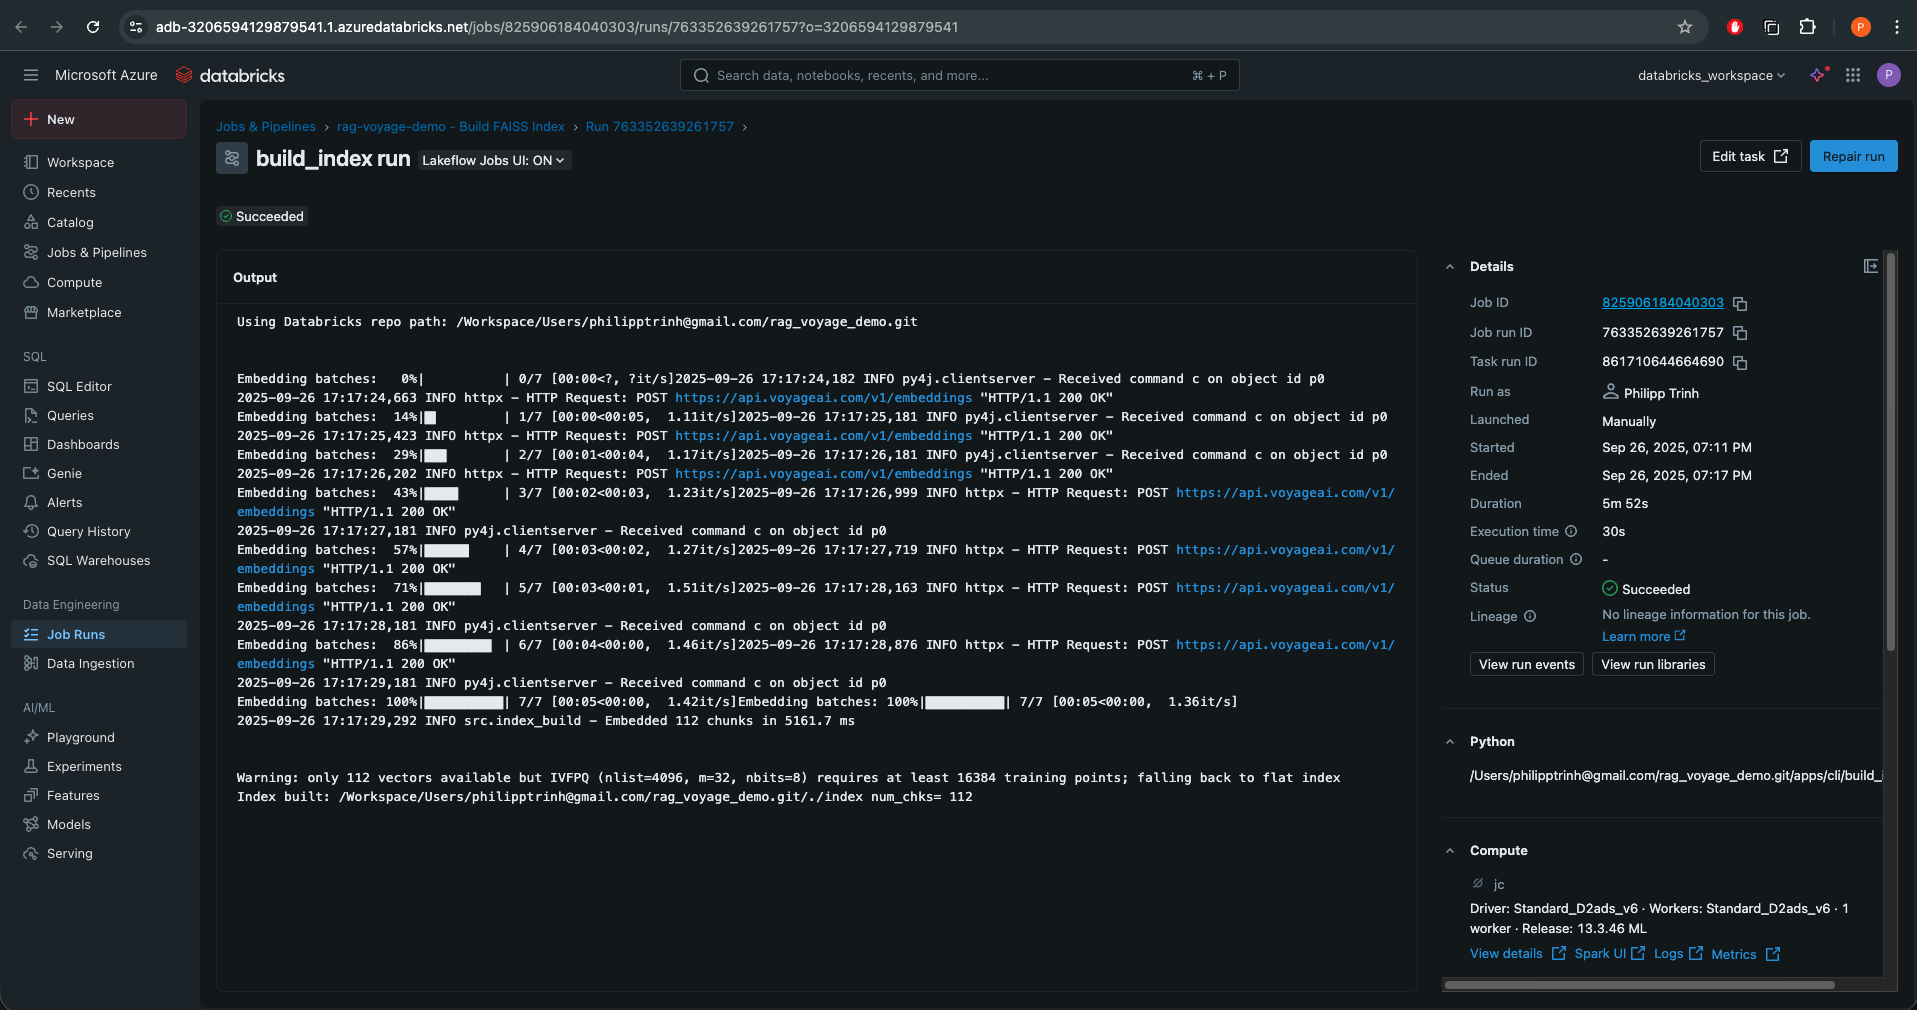 adb-3206594129879541.1.azuredatabricks.net/jobs/825906184040303/runs/763352639261757?o=3206594129879541
P
Microsoft Azure databricks
Search data, notebooks, recents, and more... ⌘ + P
databricks_workspace
P
New
Workspace
Recents
Catalog
Jobs & Pipelines
Compute
Marketplace
SQL
SQL Editor
Queries
Dashboards
Genie
Alerts
Query History
SQL Warehouses
Data Engineering
Job Runs
Data Ingestion
AI/ML
Playground
Experiments
Features
Models
Serving
Jobs & Pipelines › rag-voyage-demo - Build FAISS Index › Run 763352639261757 ›
build_index run Lakeflow Jobs UI: ON
Edit task
Repair run
Succeeded
Output
Using Databricks repo path: /Workspace/Users/philipptrinh@gmail.com/rag_voyage_demo.git
Embedding batches:   0%|          | 0/7 [00:00<?, ?it/s]2025-09-26 17:17:24,182 INFO py4j.clientserver – Received command c on object id p0
2025-09-26 17:17:24,663 INFO httpx – HTTP Request: POST https://api.voyageai.com/v1/embeddings "HTTP/1.1 200 OK"
Embedding batches:  14%|█         | 1/7 [00:00<00:05,  1.11it/s]2025-09-26 17:17:25,181 INFO py4j.clientserver – Received command c on object id p0
2025-09-26 17:17:25,423 INFO httpx – HTTP Request: POST https://api.voyageai.com/v1/embeddings "HTTP/1.1 200 OK"
Embedding batches:  29%|██        | 2/7 [00:01<00:04,  1.17it/s]2025-09-26 17:17:26,181 INFO py4j.clientserver – Received command c on object id p0
2025-09-26 17:17:26,202 INFO httpx – HTTP Request: POST https://api.voyageai.com/v1/embeddings "HTTP/1.1 200 OK"
Embedding batches:  43%|████      | 3/7 [00:02<00:03,  1.23it/s]2025-09-26 17:17:26,999 INFO httpx – HTTP Request: POST https://api.voyageai.com/v1/
embeddings "HTTP/1.1 200 OK"
2025-09-26 17:17:27,181 INFO py4j.clientserver – Received command c on object id p0
Embedding batches:  57%|█████     | 4/7 [00:03<00:02,  1.27it/s]2025-09-26 17:17:27,719 INFO httpx – HTTP Request: POST https://api.voyageai.com/v1/
embeddings "HTTP/1.1 200 OK"
Embedding batches:  71%|███████   | 5/7 [00:03<00:01,  1.51it/s]2025-09-26 17:17:28,163 INFO httpx – HTTP Request: POST https://api.voyageai.com/v1/
embeddings "HTTP/1.1 200 OK"
2025-09-26 17:17:28,181 INFO py4j.clientserver – Received command c on object id p0
Embedding batches:  86%|████████  | 6/7 [00:04<00:00,  1.46it/s]2025-09-26 17:17:28,876 INFO httpx – HTTP Request: POST https://api.voyageai.com/v1/
embeddings "HTTP/1.1 200 OK"
2025-09-26 17:17:29,181 INFO py4j.clientserver – Received command c on object id p0
Embedding batches: 100%|██████████| 7/7 [00:05<00:00,  1.42it/s]Embedding batches: 100%|██████████| 7/7 [00:05<00:00,  1.36it/s]
2025-09-26 17:17:29,292 INFO src.index_build – Embedded 112 chunks in 5161.7 ms
Warning: only 112 vectors available but IVFPQ (nlist=4096, m=32, nbits=8) requires at least 16384 training points; falling back to flat index
Index built: /Workspace/Users/philipptrinh@gmail.com/rag_voyage_demo.git/./index num_chks= 112
Details
Job ID 825906184040303
Job run ID 763352639261757
Task run ID 861710644664690
Run as Philipp Trinh
Launched Manually
Started Sep 26, 2025, 07:11 PM
Ended Sep 26, 2025, 07:17 PM
Duration 5m 52s
Execution time 30s
Queue duration -
Status Succeeded
Lineage No lineage information for this job.
Learn more
View run events View run libraries
Python
/Users/philipptrinh@gmail.com/rag_voyage_demo.git/apps/cli/build_
Compute
jc
Driver: Standard_D2ads_v6 · Workers: Standard_D2ads_v6 · 1
worker · Release: 13.3.46 ML
View details Spark UI Logs Metrics